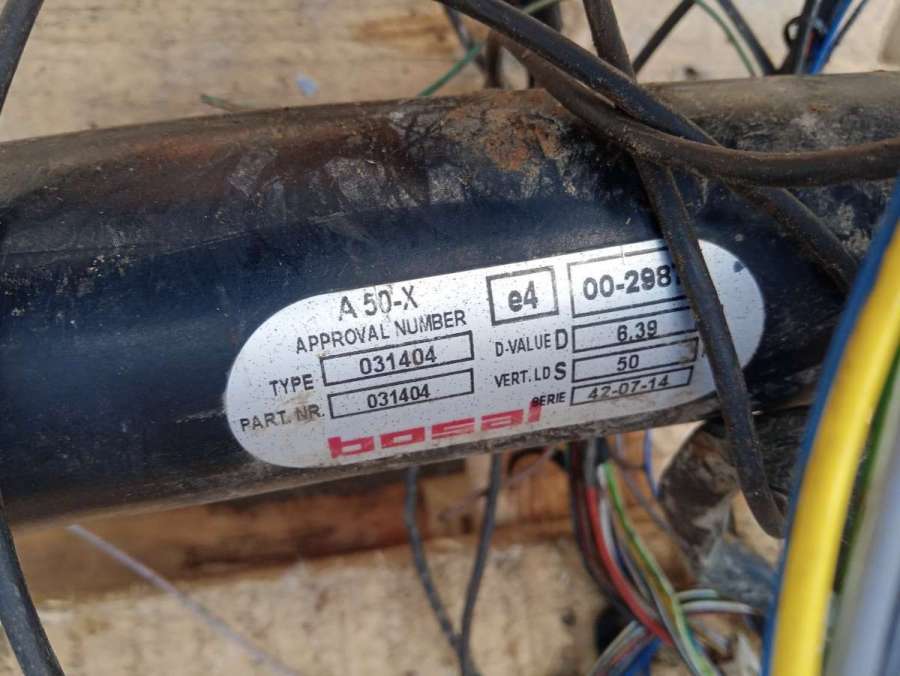 A 50-X
APPROVAL NUMBER
e4
TYPE 031404
PART. NR. 031404
D-VALUE D 6.39
VERT. LD S 50
SERIE 42-07-14
bosal